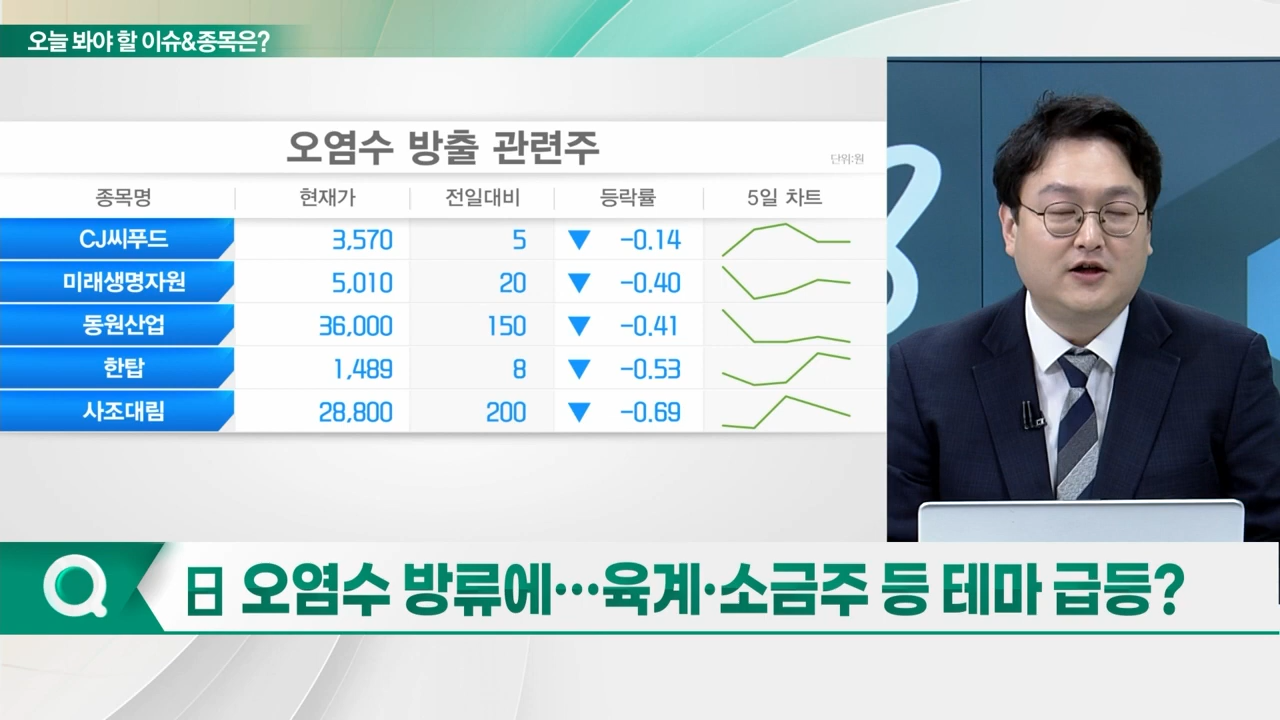 오늘 봐야 할 이슈&종목은?
오염수 방출 관련주
단위:원
종목명 현재가 전일대비 등락률 5일 차트
CJ씨푸드 3,570 5 ▼ -0.14
미래생명자원 5,010 20 ▼ -0.40
동원산업 36,000 150 ▼ -0.41
한탑 1,489 8 ▼ -0.53
사조대림 28,800 200 ▼ -0.69
Q 日 오염수 방류에…육계·소금주 등 테마 급등?